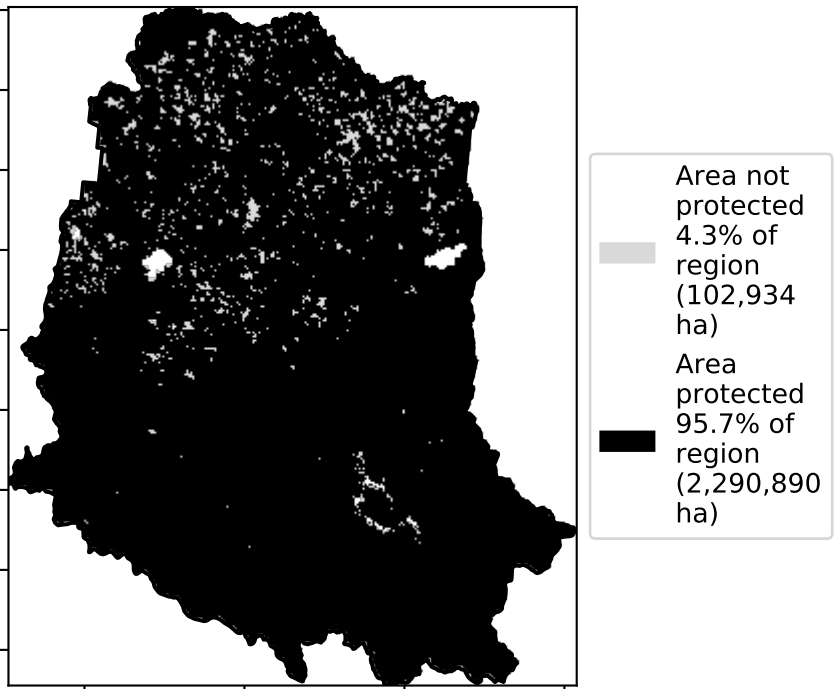 Area not
protected
4.3% of
region
(102,934
ha)
Area
protected
95.7% of
region
(2,290,890
ha)